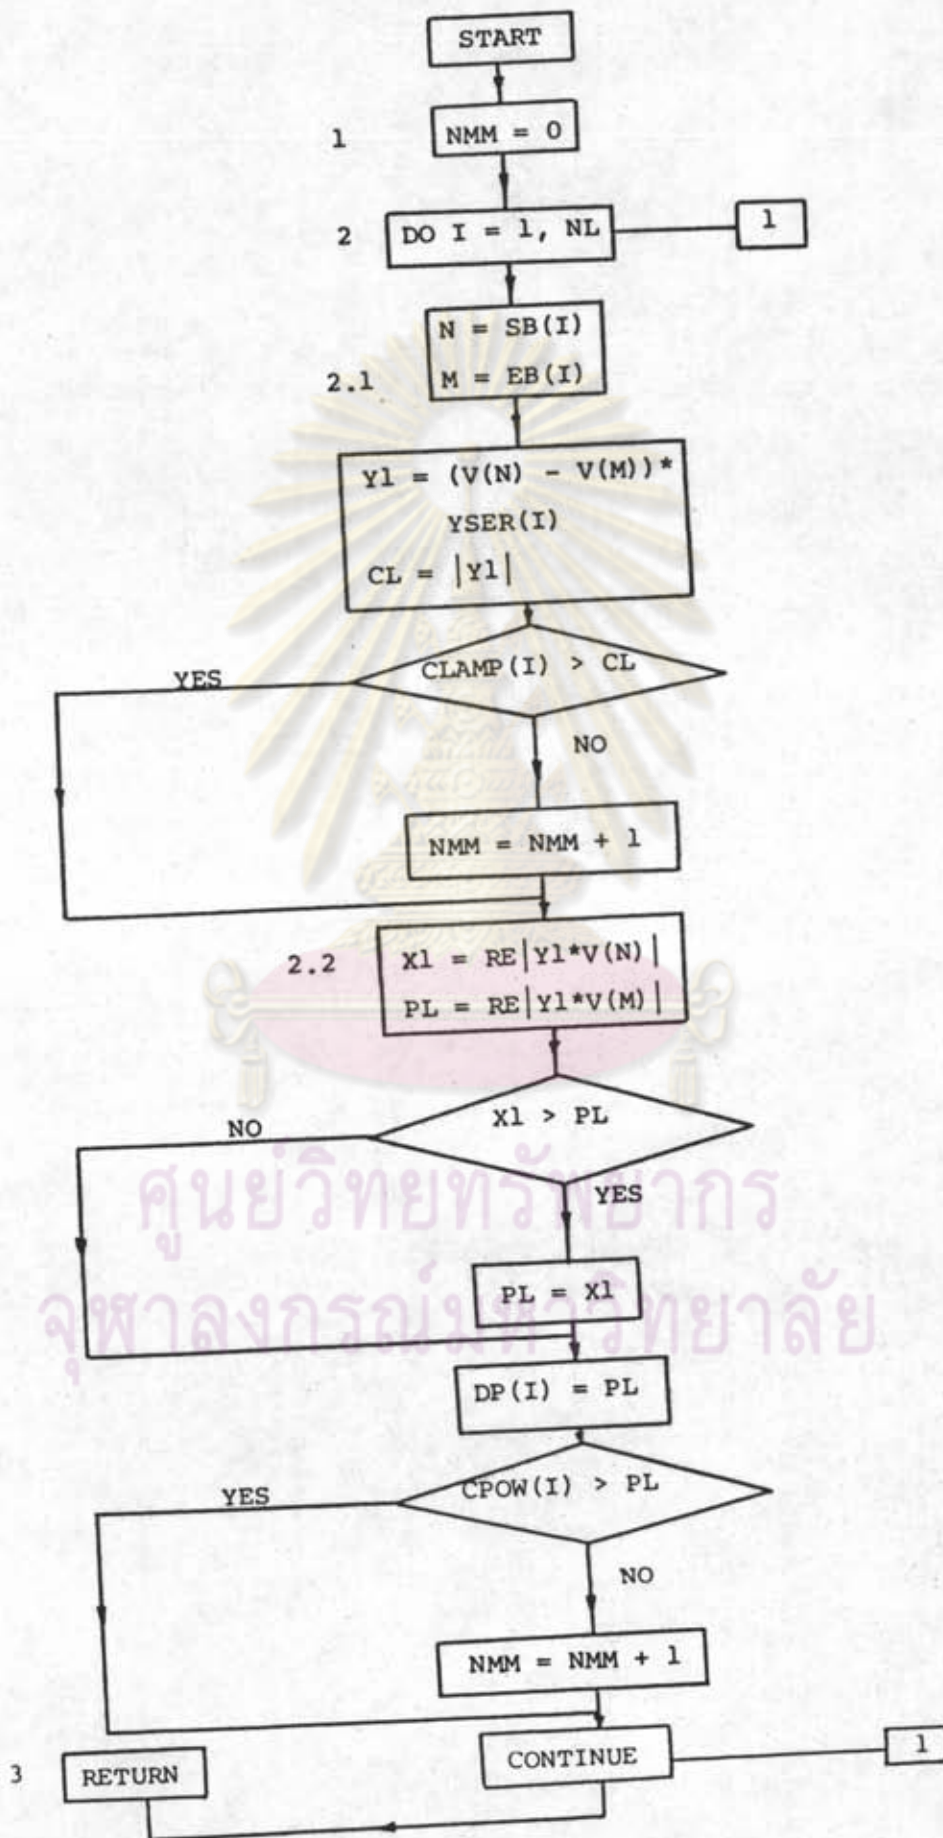 START
1
NMM = 0
2
DO I = 1, NL
1
N = SB(I)
2.1
M = EB(I)
Y1 = (V(N) - V(M))*
YSER(I)
CL = |Y1|
CLAMP(I) > CL
YES
NO
NMM = NMM + 1
2.2
X1 = RE|Y1*V(N)|
PL = RE|Y1*V(M)|
X1 > PL
NO
YES
ศูนย์วิทยทรัพยากร
PL = X1
จุฬาลงกรณ์มหาวิทยาลัย
DP(I) = PL
CPOW(I) > PL
YES
NO
NMM = NMM + 1
CONTINUE
1
3
RETURN